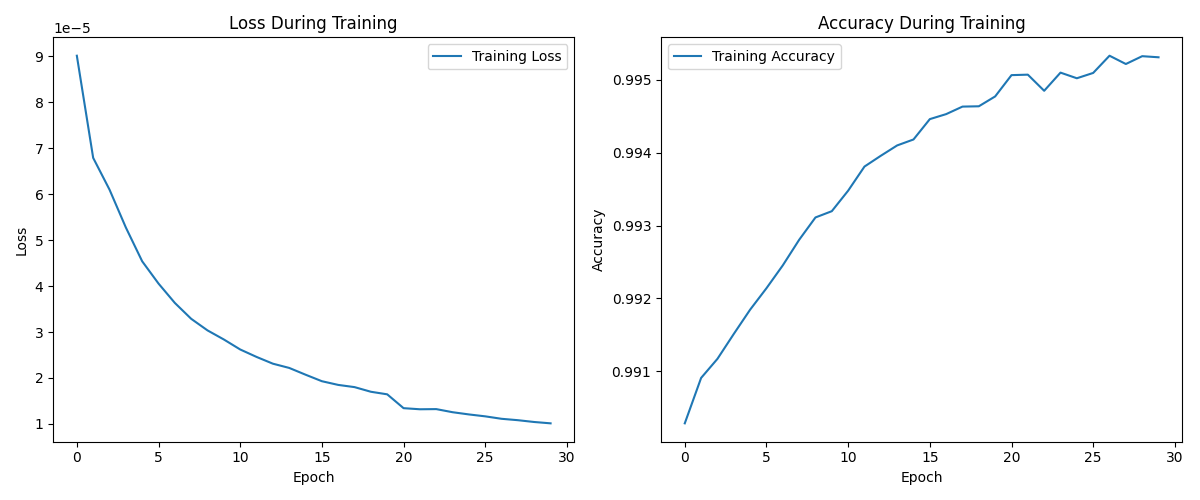 Loss During Training
1e−5
Training Loss
9
8
7
6
5
4
3
2
1
Loss
0 5 10 15 20 25 30
Epoch
Accuracy During Training
Training Accuracy
0.995
0.994
0.993
0.992
0.991
Accuracy
0 5 10 15 20 25 30
Epoch